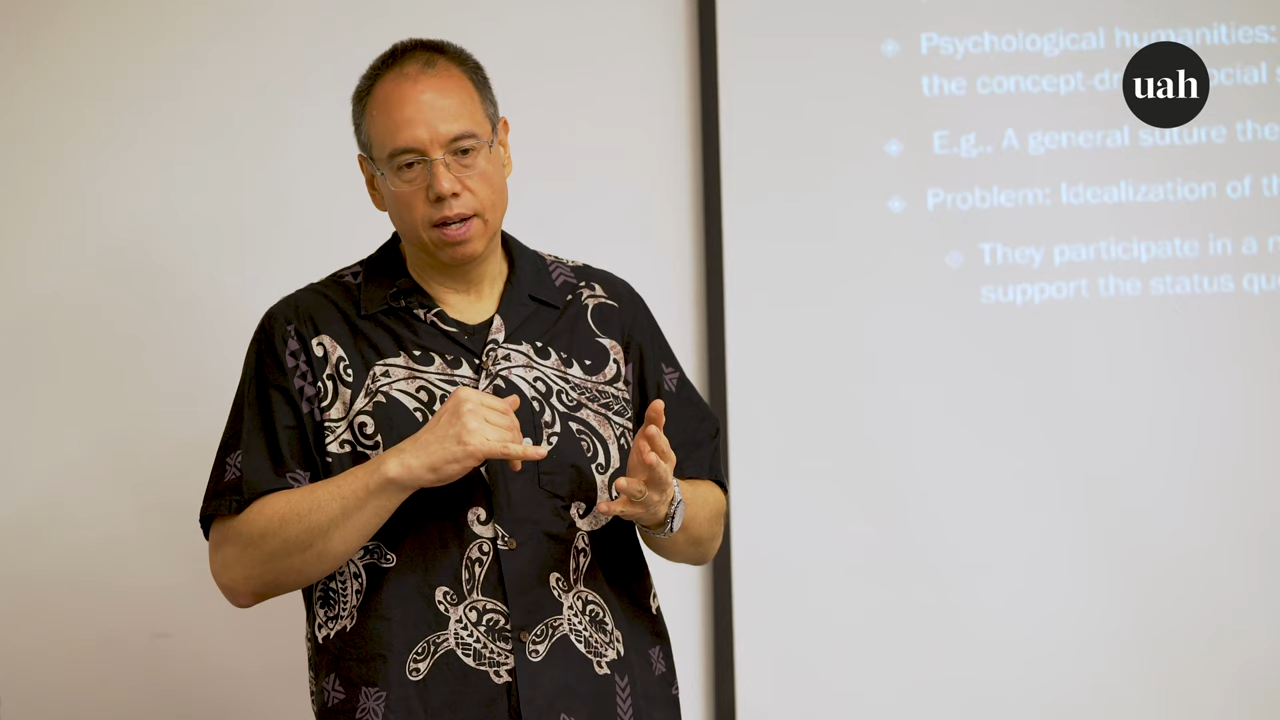 Psychological humanities:
the concept-dr ocial
E.g., A general suture the
Problem: Idealization of th
They participate in a
support the status qu
uah